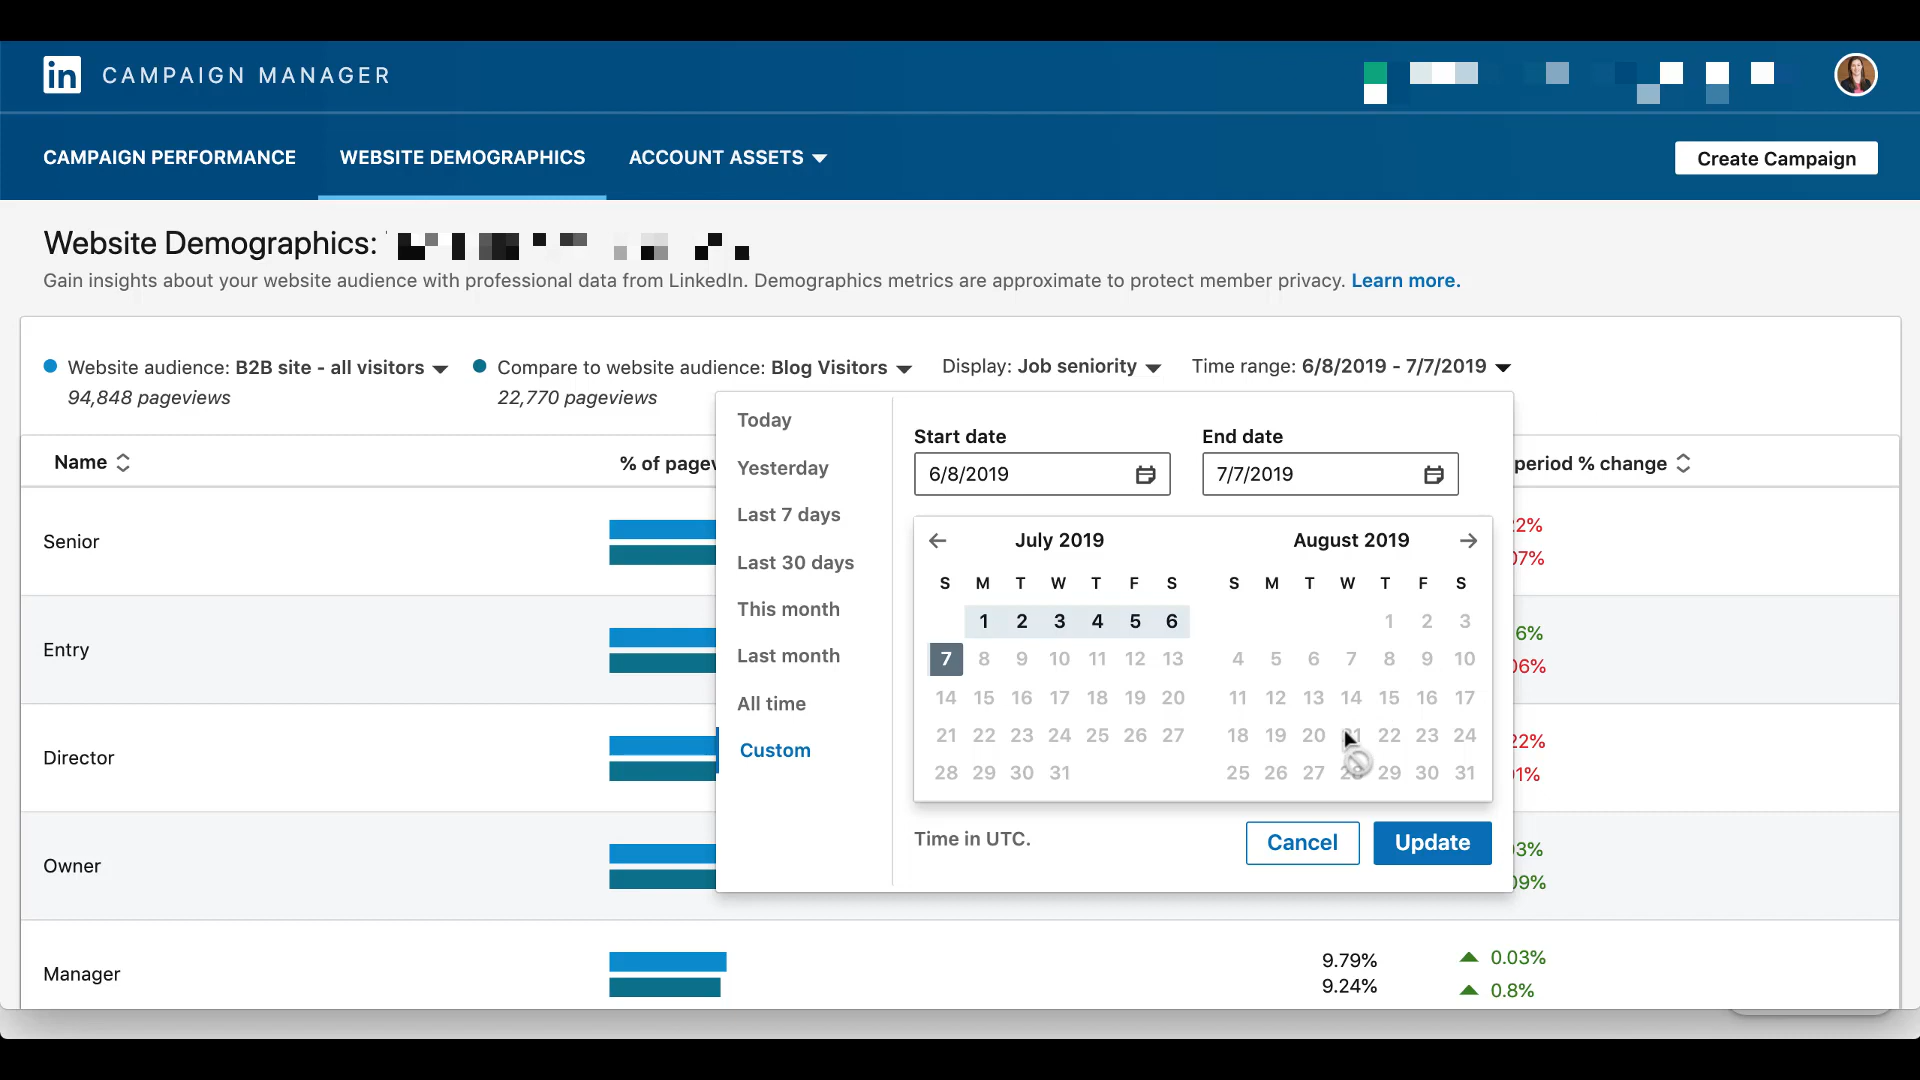 in CAMPAIGN MANAGER
CAMPAIGN PERFORMANCE WEBSITE DEMOGRAPHICS ACCOUNT ASSETS Create Campaign
Website Demographics:
Gain insights about your website audience with professional data from LinkedIn. Demographics metrics are approximate to protect member privacy. Learn more.
Website audience: B2B site - all visitors Compare to website audience: Blog Visitors Display: Job seniority Time range: 6/8/2019 - 7/7/2019
94,848 pageviews 22,770 pageviews
Name % of period % change
Senior
Entry
Director
Owner
Manager
Today
Yesterday
Last 7 days
Last 30 days
This month
Last month
All time
Custom
Start date End date
6/8/2019 7/7/2019
July 2019 August 2019
S M T W T F S S M T W T F S
1 2 3 4 5 6 1 2 3
7 8 9 10 11 12 13 4 5 6 7 8 9 10
14 15 16 17 18 19 20 11 12 13 14 15 16 17
21 22 23 24 25 26 27 18 19 20 22 23 24
28 29 30 31 25 26 27 29 30 31
Time in UTC. Cancel Update
22%
07%
6%
06%
22%
1%
3%
09%
9.79% 0.03%
9.24% 0.8%